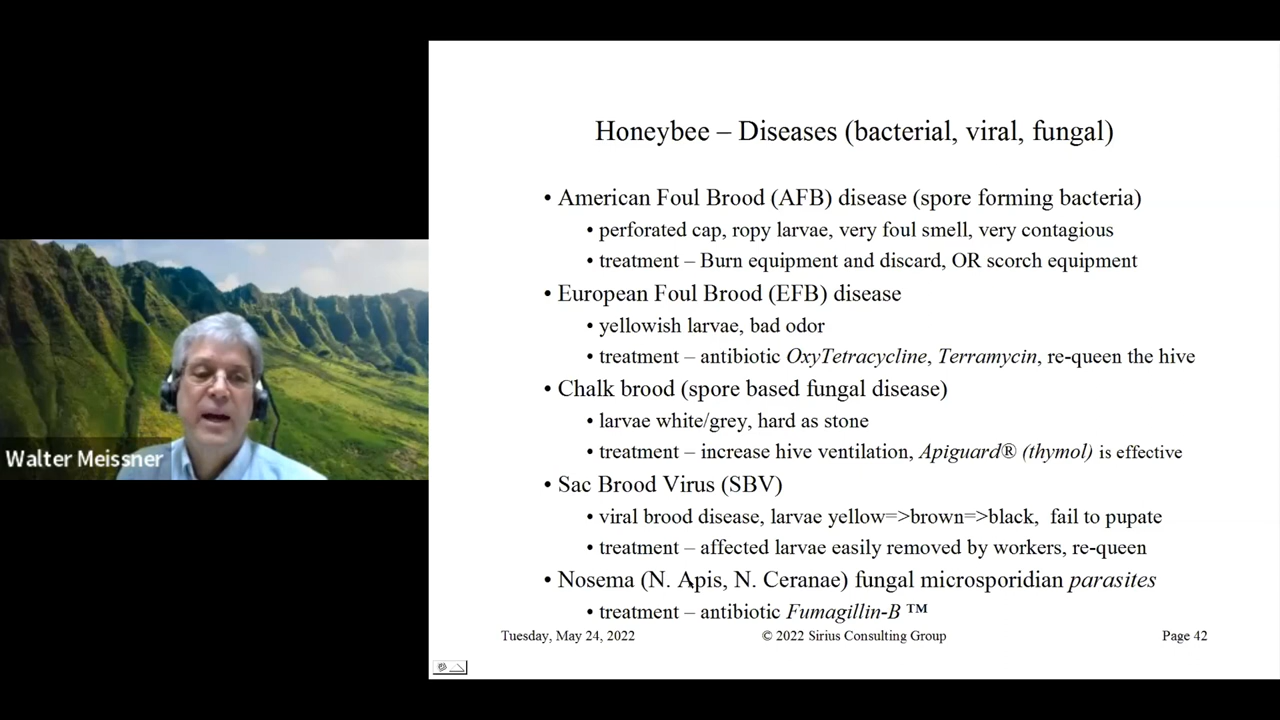 Honeybee – Diseases (bacterial, viral, fungal)
• American Foul Brood (AFB) disease (spore forming bacteria)
• perforated cap, ropy larvae, very foul smell, very contagious
• treatment – Burn equipment and discard, OR scorch equipment
• European Foul Brood (EFB) disease
• yellowish larvae, bad odor
• treatment – antibiotic OxyTetracycline, Terramycin, re-queen the hive
• Chalk brood (spore based fungal disease)
• larvae white/grey, hard as stone
• treatment – increase hive ventilation, Apiguard® (thymol) is effective
• Sac Brood Virus (SBV)
• viral brood disease, larvae yellow=>brown=>black, fail to pupate
• treatment – affected larvae easily removed by workers, re-queen
• Nosema (N. Apis, N. Ceranae) fungal microsporidian parasites
• treatment – antibiotic Fumagillin-B ™
Tuesday, May 24, 2022 © 2022 Sirius Consulting Group Page 42
Walter Meissner